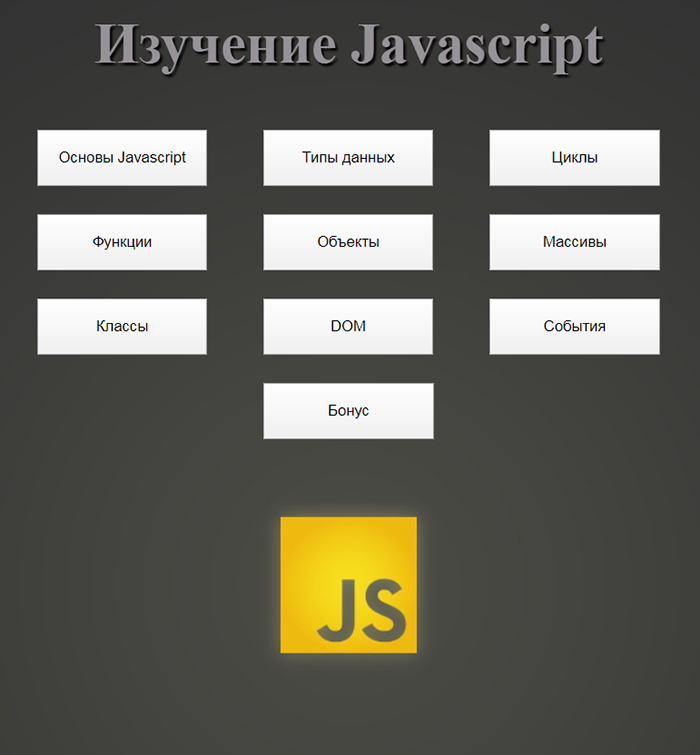 Изучение Javascript
Основы Javascript
Типы данных
Циклы
Функции
Объекты
Массивы
Классы
DOM
События
Бонус
JS